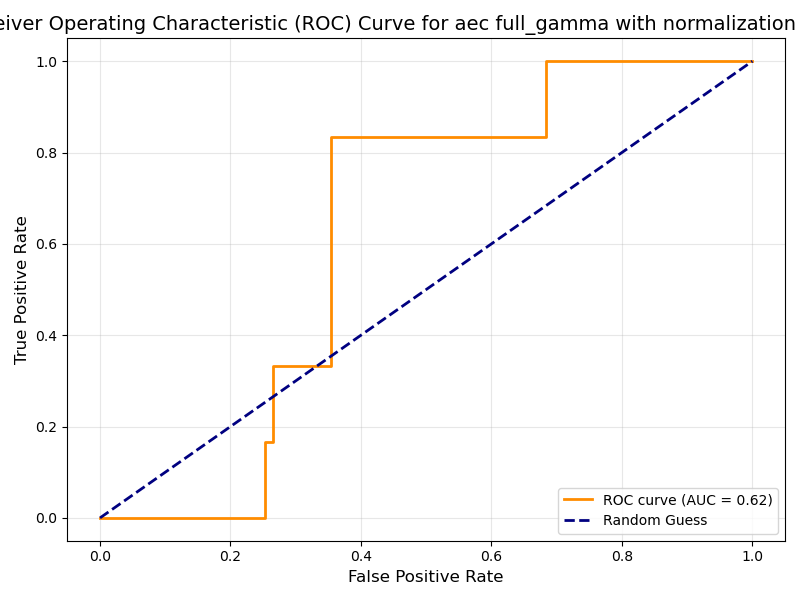 eiver Operating Characteristic (ROC) Curve for aec full_gamma with normalization
1.0
0.8
0.6
0.4
0.2
0.0
True Positive Rate
0.0 0.2 0.4 0.6 0.8 1.0
False Positive Rate
ROC curve (AUC = 0.62)
Random Guess